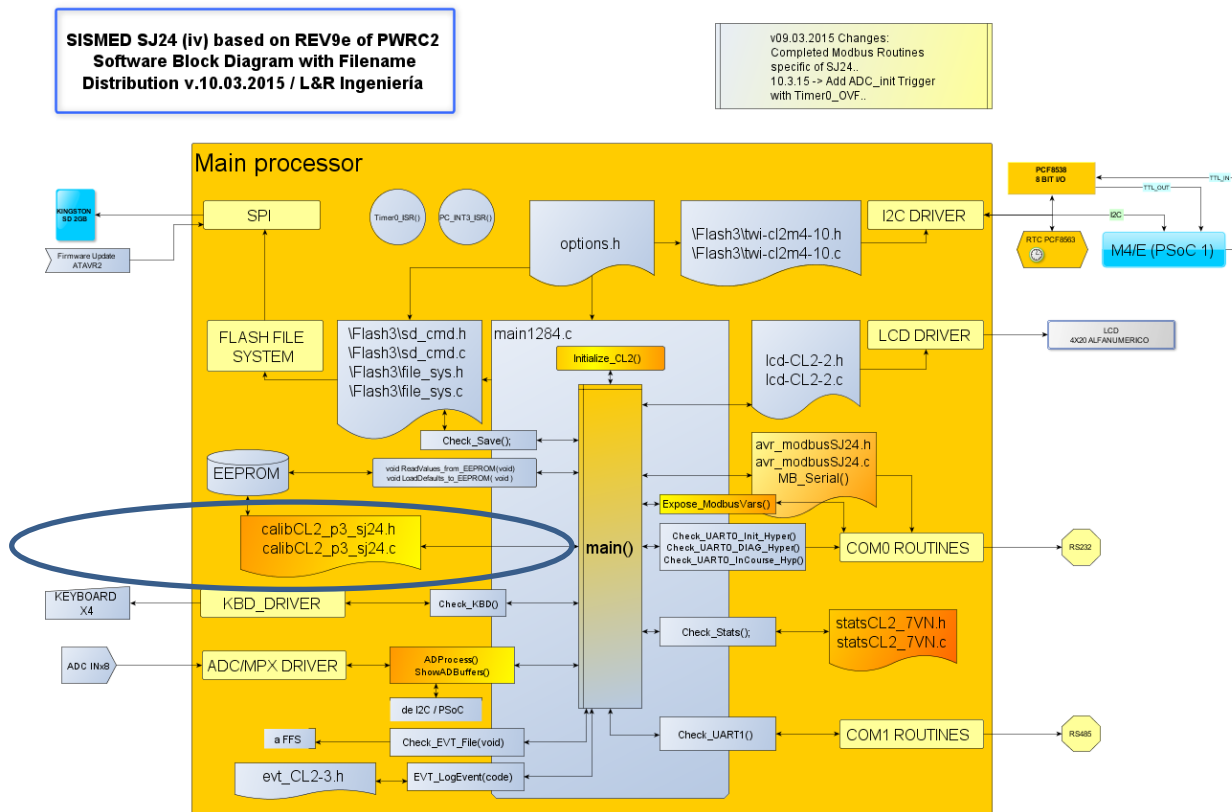 SISMED SJ24 (iv) based on REV9e of PWRC2
Software Block Diagram with Filename
Distribution v.10.03.2015 / L&R Ingeniería
v09.03.2015 Changes:
Completed Modbus Routines
specific of SJ24..
10.3.15 -> Add ADC_init Trigger
with Timer0_OVF..
Main processor
KINGSTON
SD 2GB
Firmware Update
ATAVR2
SPI
Timer0_ISR()
PC_INT3_ISR()
options.h
\Flash3\twi-cl2m4-10.h
\Flash3\twi-cl2m4-10.c
I2C DRIVER
PCF8538
8 BIT I/O
TTL_IN
TTL_OUT
I2C
RTC PCF8563
M4/E (PSoC 1)
FLASH FILE
SYSTEM
\Flash3\sd_cmd.h
\Flash3\sd_cmd.c
\Flash3\file_sys.h
\Flash3\file_sys.c
main1284.c
Initialize_CL2()
lcd-CL2-2.h
lcd-CL2-2.c
LCD DRIVER
LCD
4X20 ALFANUMERICO
Check_Save();
EEPROM
void ReadValues_from_EEPROM(void)
void LoadDefaults_to_EEPROM( void )
avr_modbusSJ24.h
avr_modbusSJ24.c
MB_Serial()
Expose_ModbusVars()
calibCL2_p3_sj24.h
calibCL2_p3_sj24.c
main()
Check_UART0_Init_Hyper()
Check_UART0_DIAG_Hyper()
Check_UART0_InCourse_Hyp()
COM0 ROUTINES
RS232
KEYBOARD
X4
KBD_DRIVER
Check_KBD()
Check_Stats();
statsCL2_7VN.h
statsCL2_7VN.c
ADC INx8
ADC/MPX DRIVER
ADProcess()
ShowADBuffers()
de I2C / PSoC
a FFS
Check_EVT_File(void)
Check_UART1()
COM1 ROUTINES
RS485
evt_CL2-3.h
EVT_LogEvent(code)